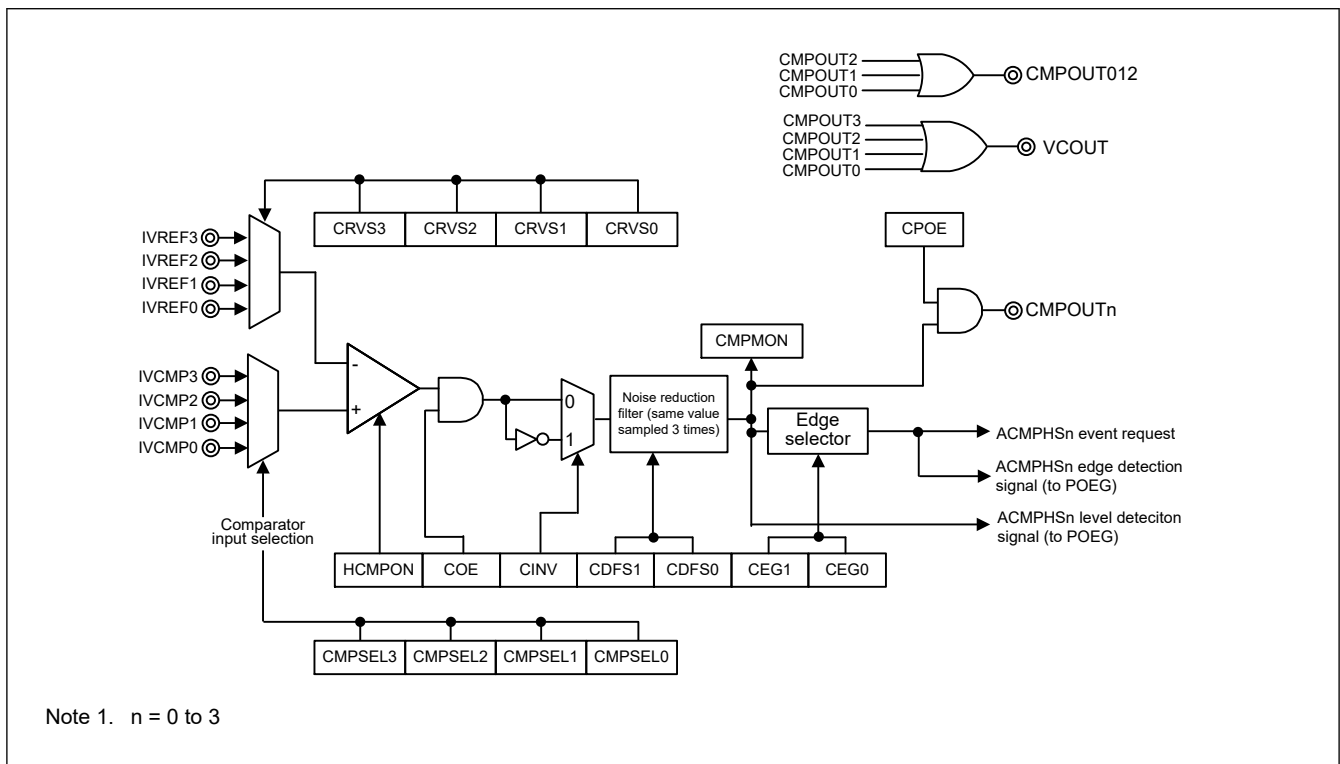 CMPOUT2
CMPOUT1
CMPOUT0
CMPOUT012
CMPOUT3
CMPOUT2
CMPOUT1
CMPOUT0
VCOUT
CRVS3 CRVS2 CRVS1 CRVS0
CPOE
IVREF3
IVREF2
IVREF1
IVREF0
CMPOUTn
CMPMON
IVCMP3
IVCMP2
IVCMP1
IVCMP0
-
+
0
1
Noise reduction
filter (same value
sampled 3 times)
Edge
selector
ACMPHSn event request
ACMPHSn edge detection
signal (to POEG)
ACMPHSn level deteciton
signal (to POEG)
Comparator
input selection
HCMPON COE CINV CDFS1 CDFS0 CEG1 CEG0
CMPSEL3 CMPSEL2 CMPSEL1 CMPSEL0
Note 1. n = 0 to 3